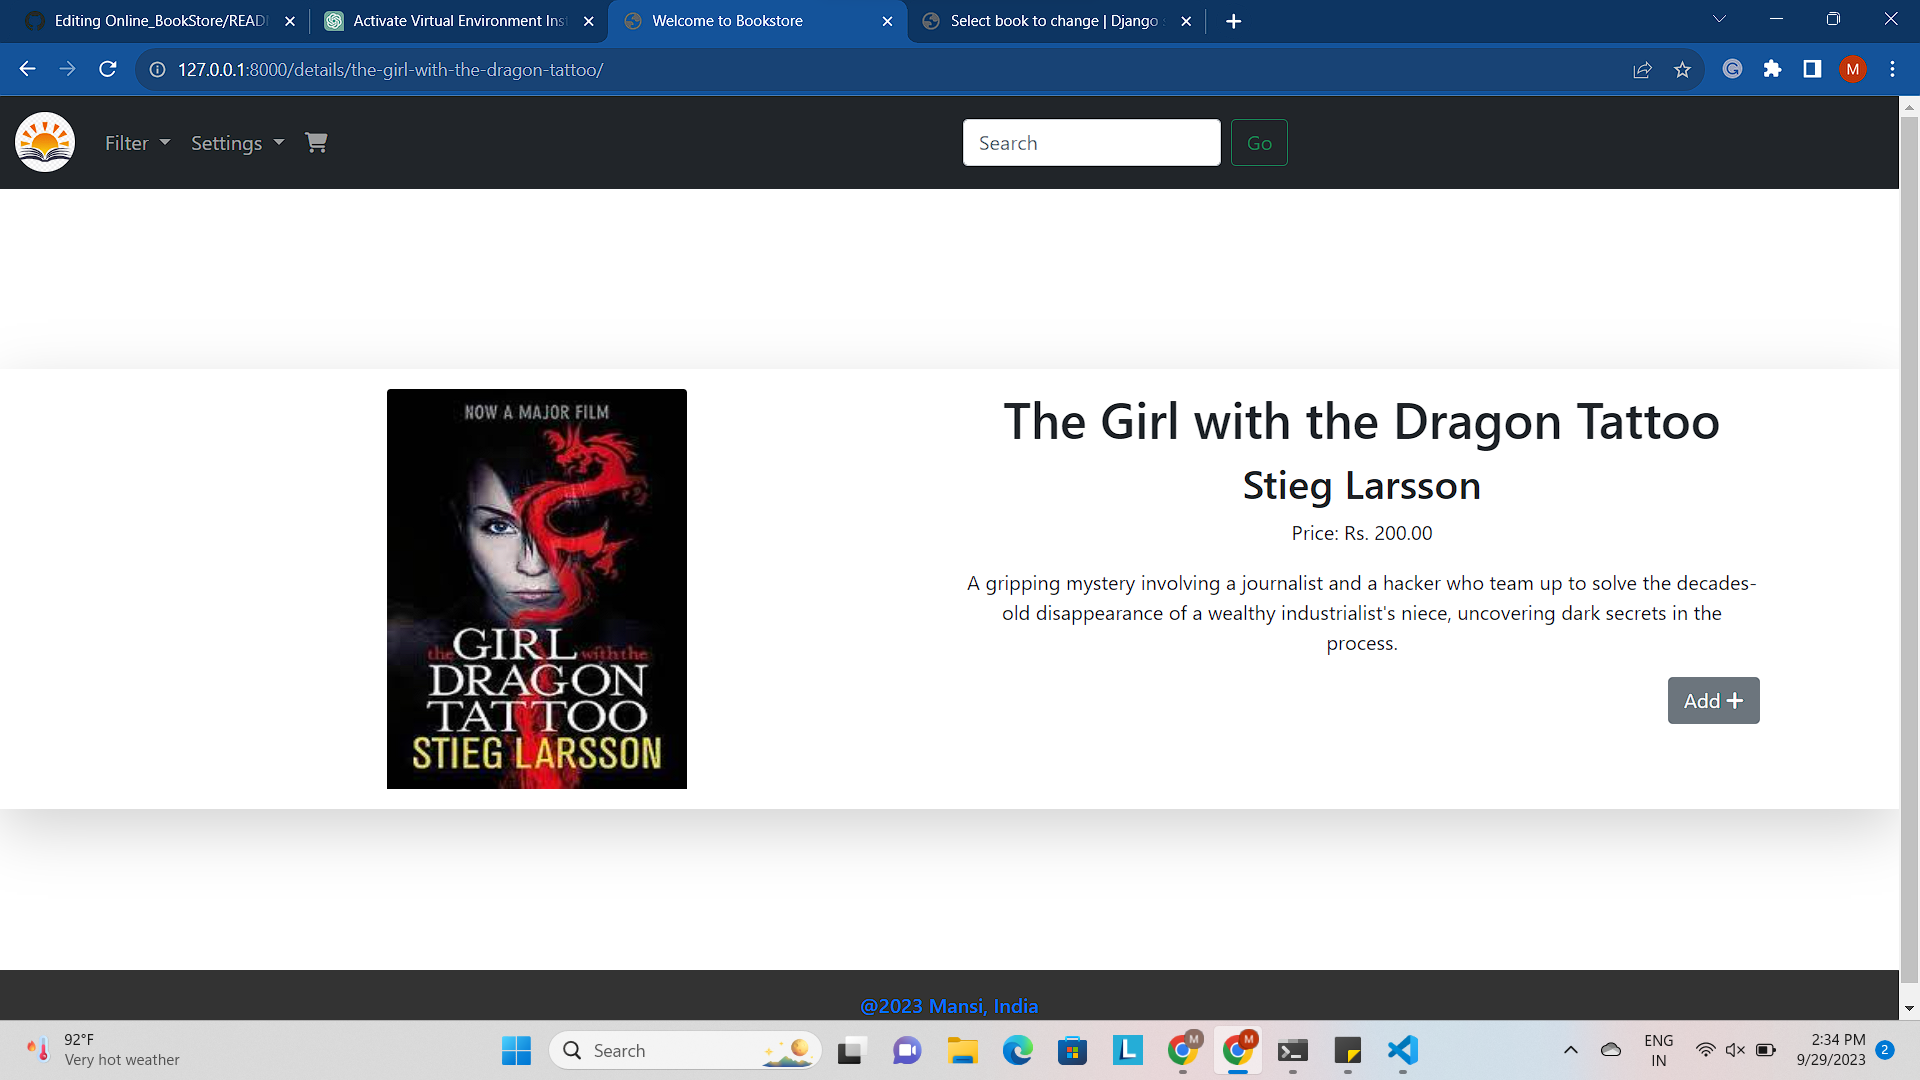 Editing Online_BookStore/READ
Activate Virtual Environment Ins
Welcome to Bookstore
Select book to change | Django
127.0.0.1:8000/details/the-girl-with-the-dragon-tattoo/
M
Filter
Settings
Search
Go
NOW A MAJOR FILM
the GIRL with the
DRAGON
TATTOO
STIEG LARSSON
The Girl with the Dragon Tattoo
Stieg Larsson
Price: Rs. 200.00
A gripping mystery involving a journalist and a hacker who team up to solve the decades-
old disappearance of a wealthy industrialist's niece, uncovering dark secrets in the
process.
Add +
@2023 Mansi, India
92°F
Very hot weather
Search
L
M
M
ENG
IN
2:34 PM
9/29/2023
2